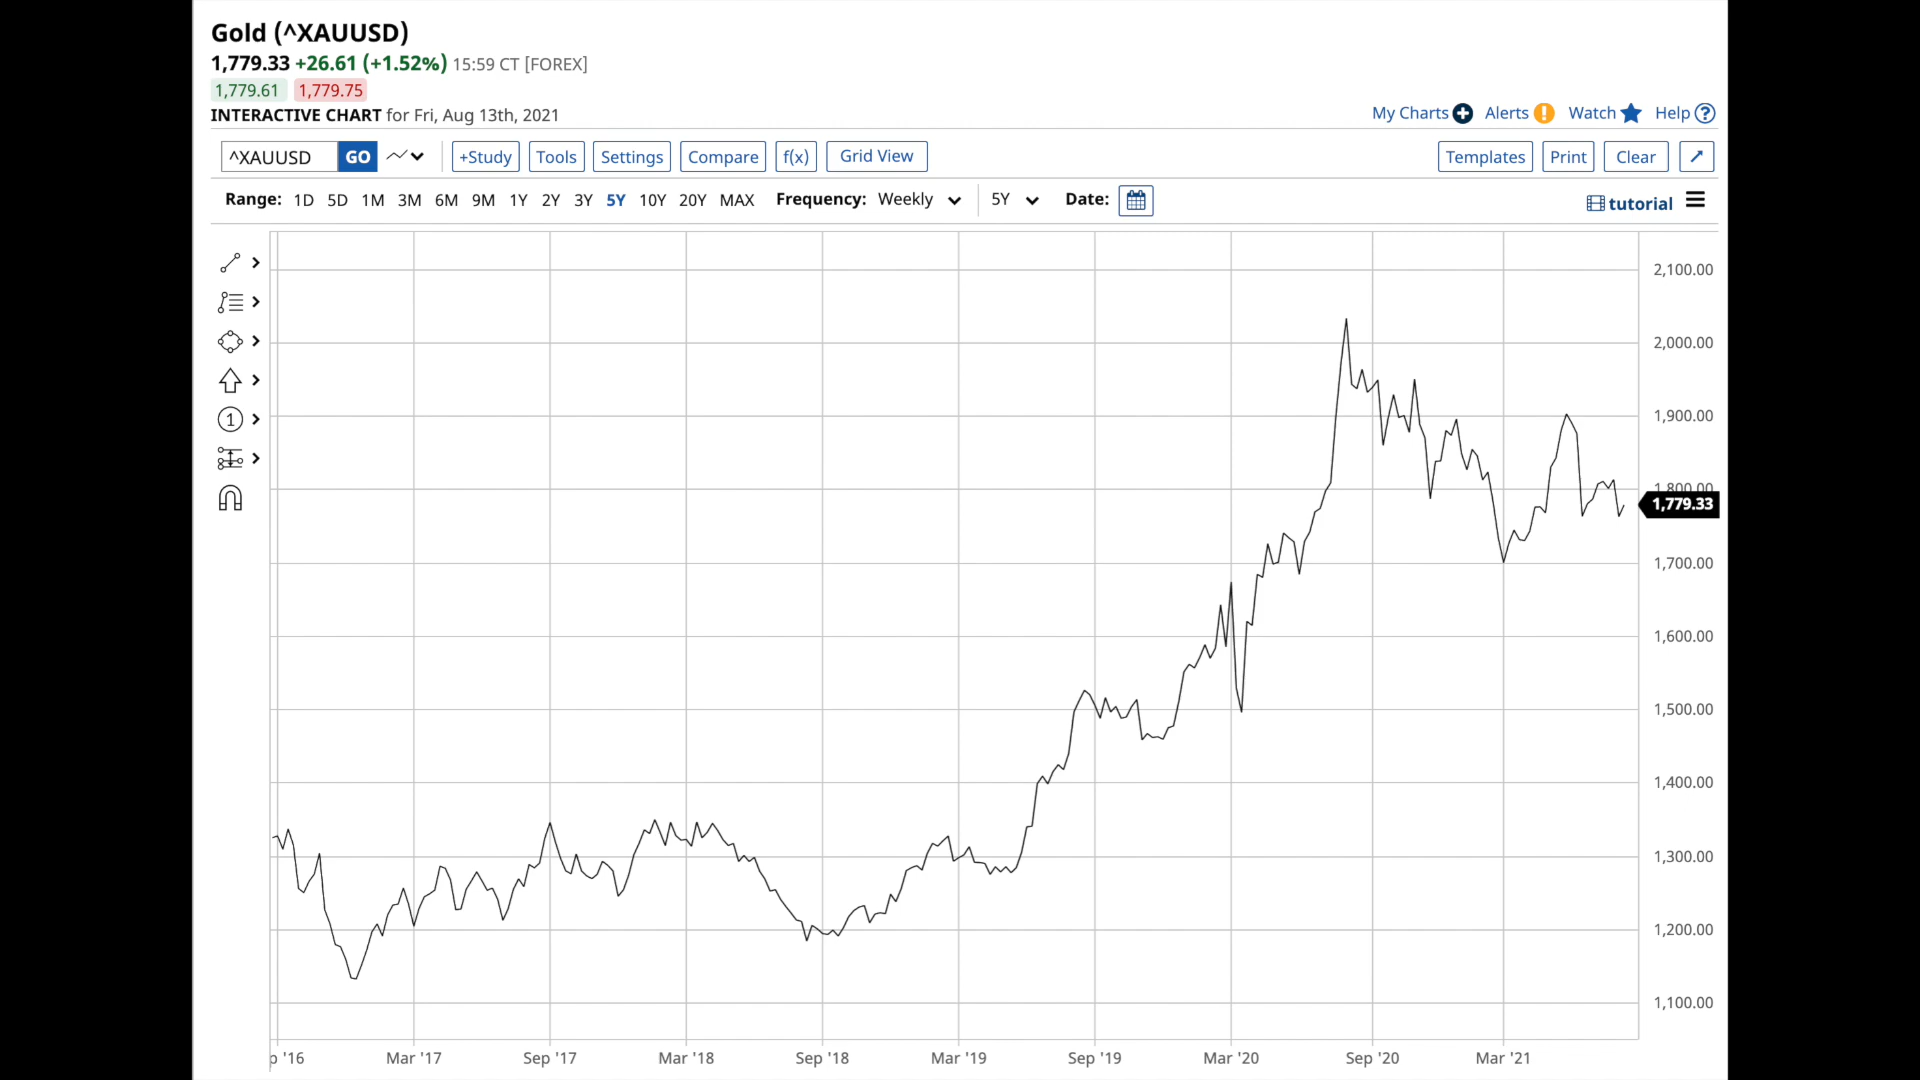 Gold (^XAUUSD)
1,779.33 +26.61 (+1.52%) 15:59 CT [FOREX]
1,779.61 1,779.75
INTERACTIVE CHART for Fri, Aug 13th, 2021
My Charts Alerts Watch Help
^XAUUSD GO +Study Tools Settings Compare f(x) Grid View Templates Print Clear
Range: 1D 5D 1M 3M 6M 9M 1Y 2Y 3Y 5Y 10Y 20Y MAX Frequency: Weekly 5Y Date: tutorial
2,100.00
2,000.00
1,900.00
1,800.00
1,779.33
1,700.00
1,600.00
1,500.00
1,400.00
1,300.00
1,200.00
1,100.00
1
p '16 Mar '17 Sep '17 Mar '18 Sep '18 Mar '19 Sep '19 Mar '20 Sep '20 Mar '21